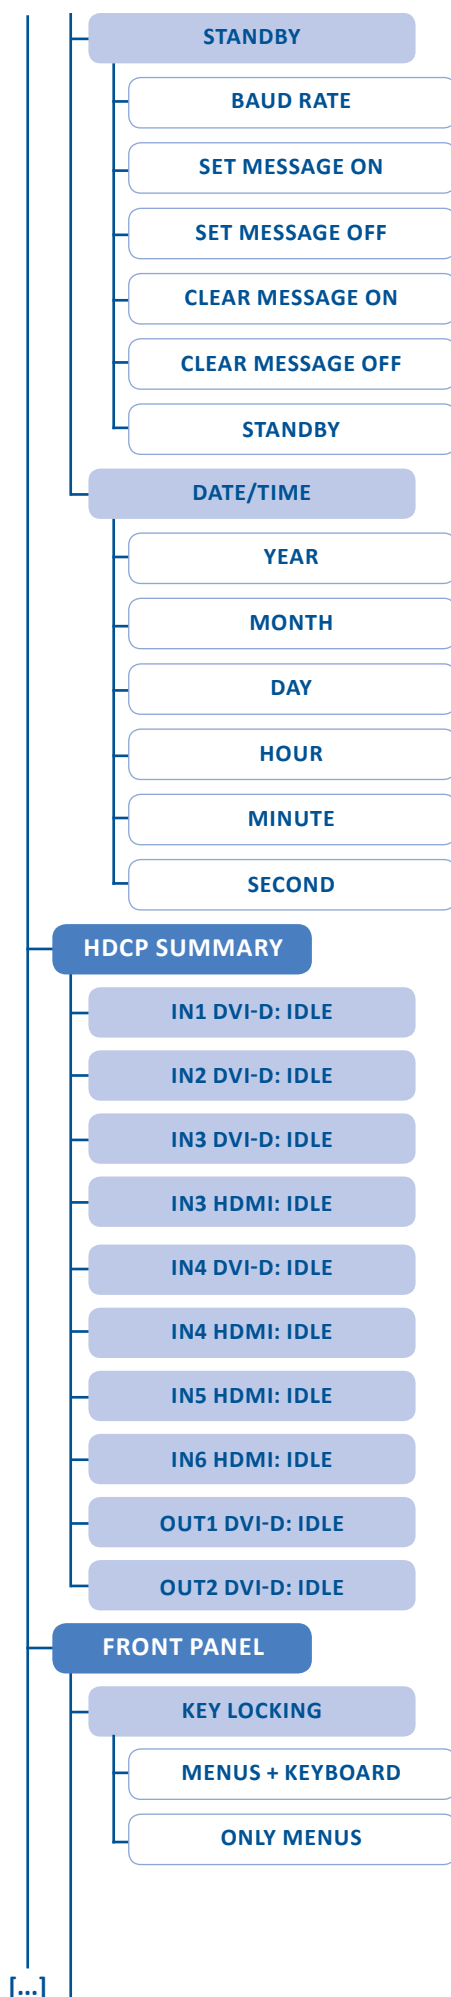 STANDBY
BAUD RATE
SET MESSAGE ON
SET MESSAGE OFF
CLEAR MESSAGE ON
CLEAR MESSAGE OFF
STANDBY
DATE/TIME
YEAR
MONTH
DAY
HOUR
MINUTE
SECOND
HDCP SUMMARY
IN1 DVI-D: IDLE
IN2 DVI-D: IDLE
IN3 DVI-D: IDLE
IN3 HDMI: IDLE
IN4 DVI-D: IDLE
IN4 HDMI: IDLE
IN5 HDMI: IDLE
IN6 HDMI: IDLE
OUT1 DVI-D: IDLE
OUT2 DVI-D: IDLE
FRONT PANEL
KEY LOCKING
MENUS + KEYBOARD
ONLY MENUS
[...]